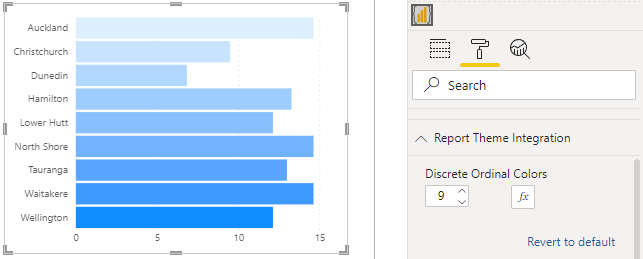 Auckland
Christchurch
Dunedin
Hamilton
Lower Hutt
North Shore
Tauranga
Waitakere
Wellington
0 5 10 15
Search
Report Theme Integration
Discrete Ordinal Colors
9 fx
Revert to default